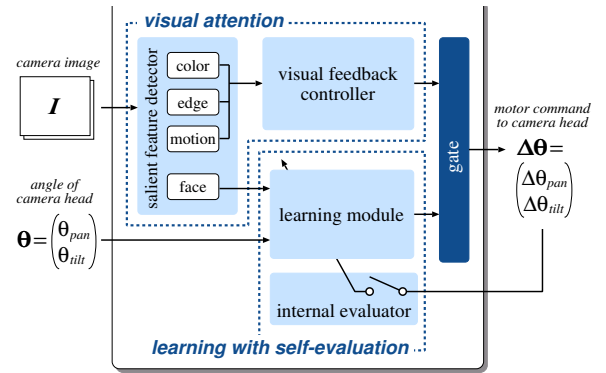 visual attention
camera image
I
salient feature detector
color
edge
motion
face
visual feedback
controller
gate
motor command
to camera head
Δθ=
Δθpan
Δθtilt
angle of
camera head
θ=
θpan
θtilt
learning module
internal evaluator
learning with self-evaluation